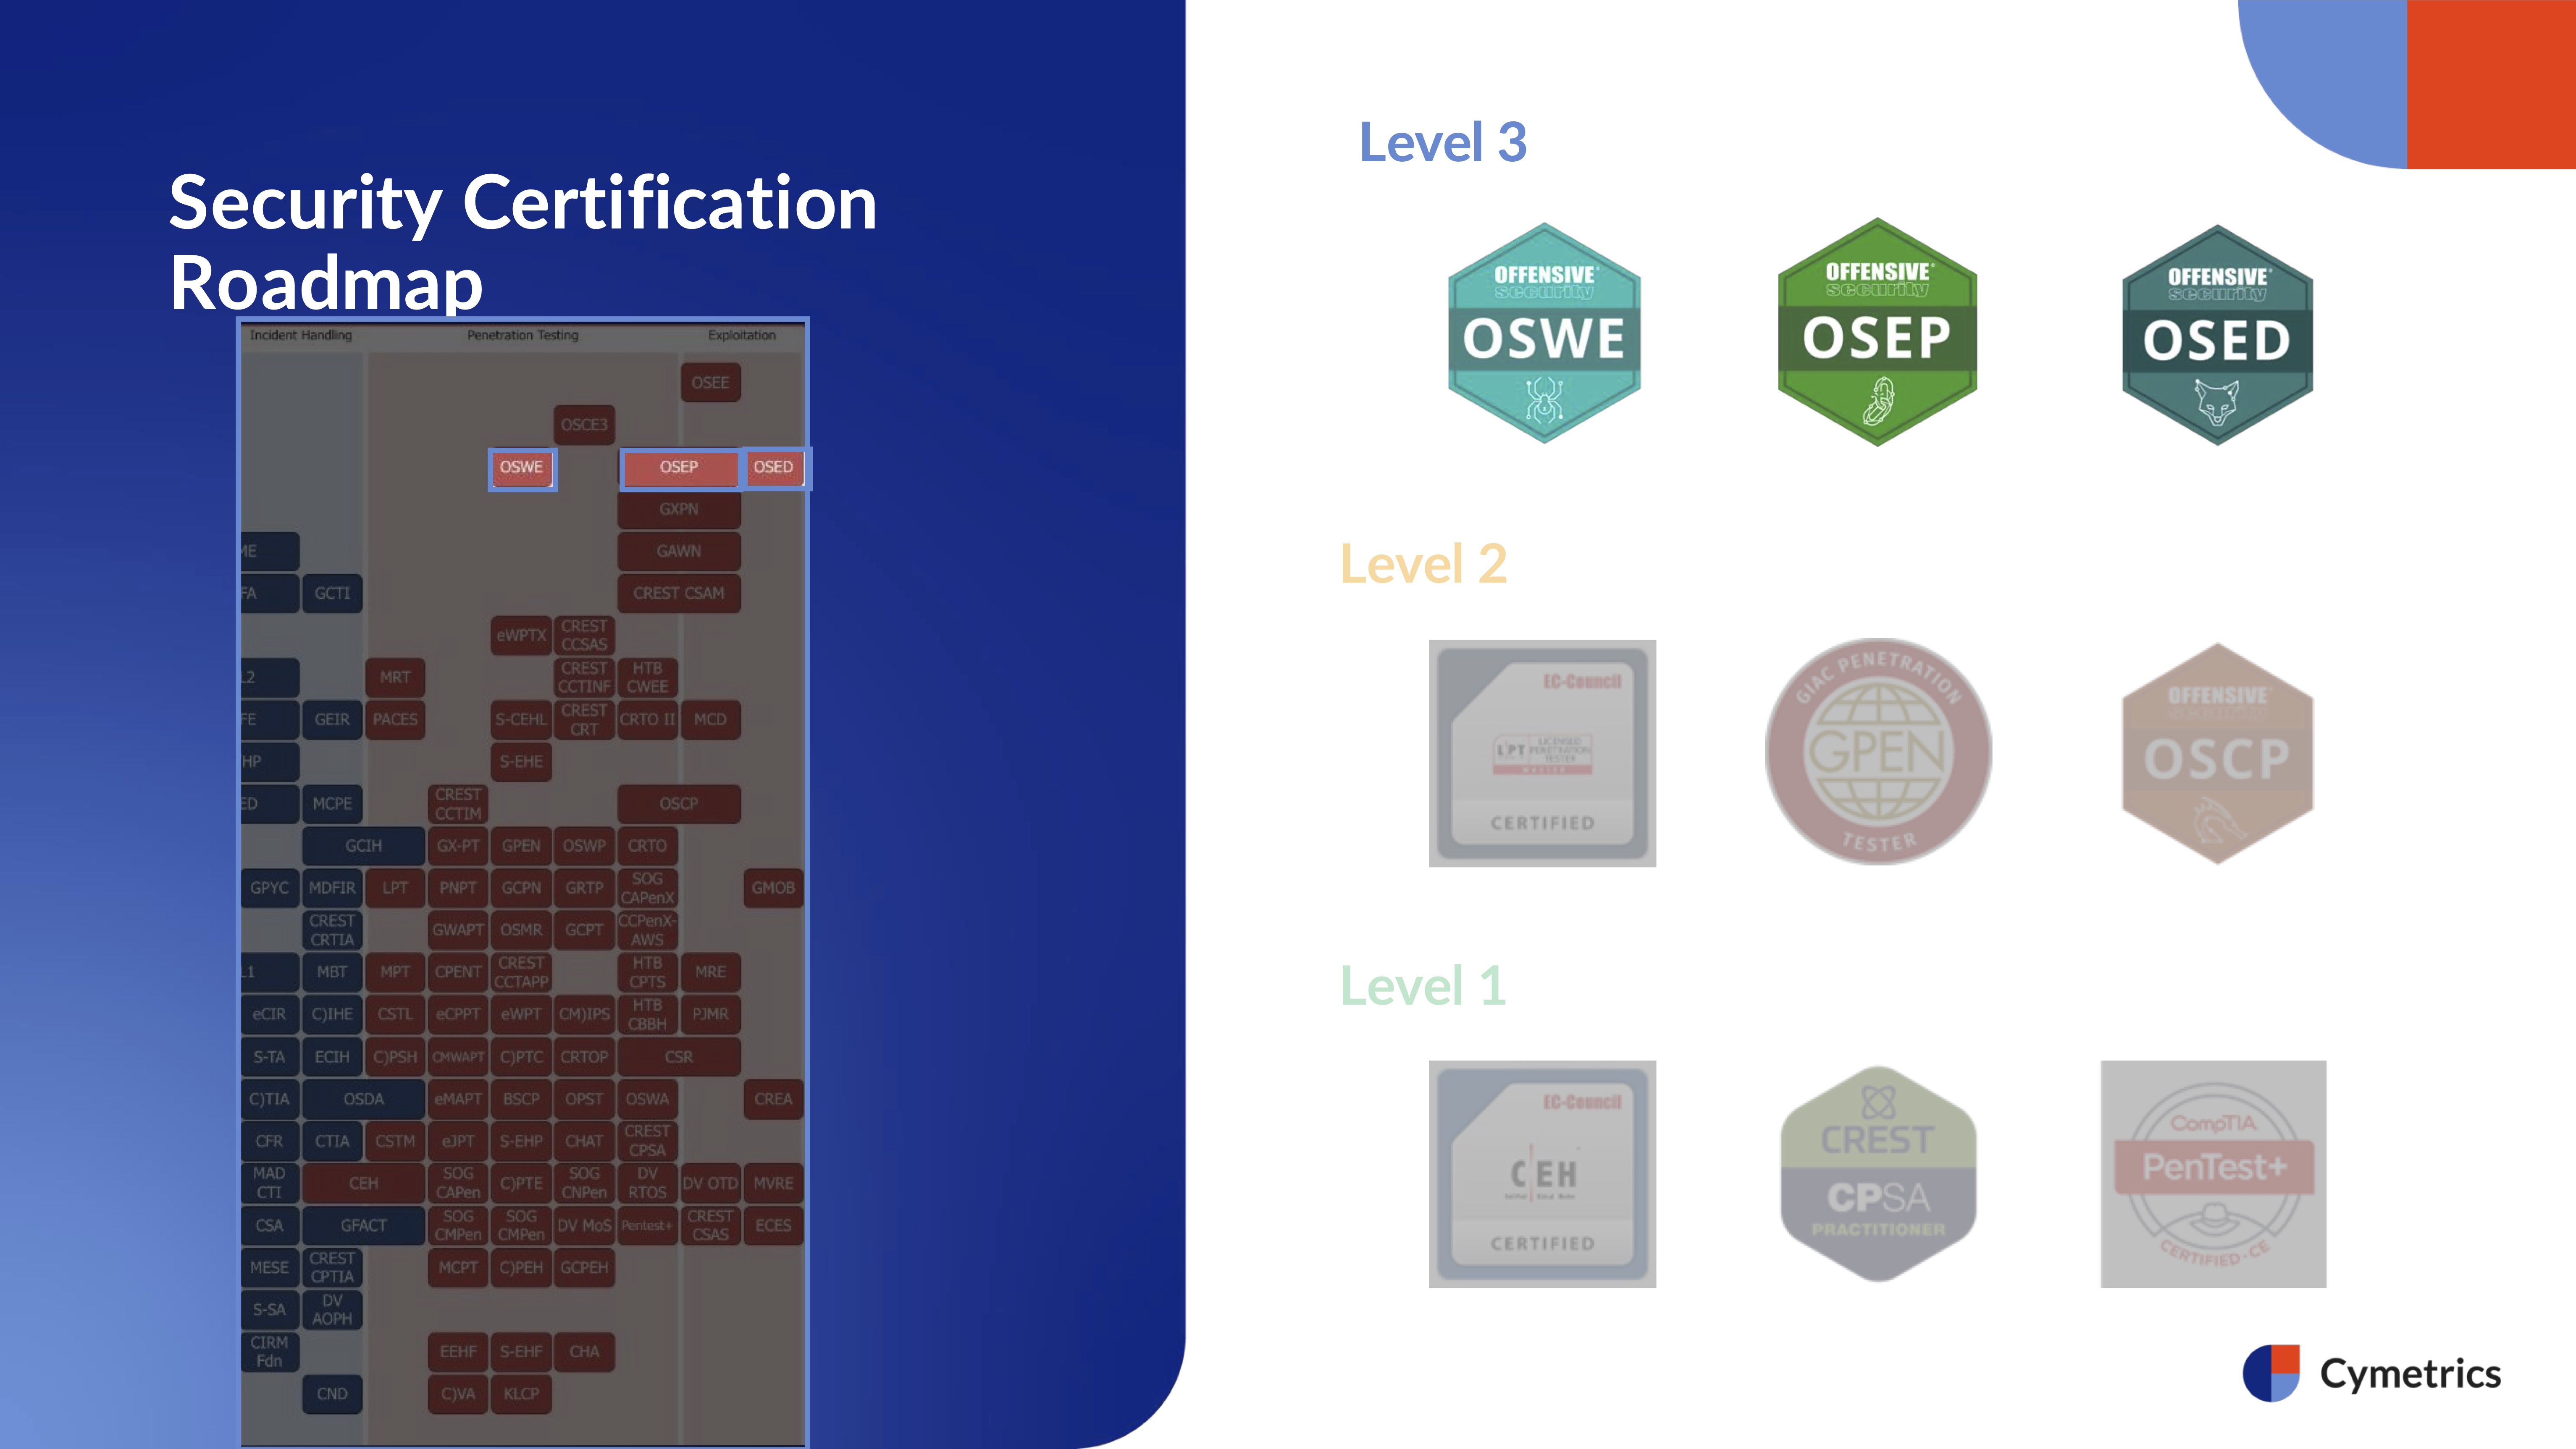 Security Certification
Roadmap
Incident Handling Penetration Testing Exploitation
OSEE
OSCE3
OSWE OSEP OSED
GXPN
ME GAWN
FA GCTI CREST CSAM
eWPTX CREST CCSAS
L2 MRT CREST CCTINF HTB CWEE
FE GEIR PACES S-CEHL CREST CRT CRTO II MCD
HP S-EHE
ED MCPE CREST CCTIM OSCP
GCIH GX-PT GPEN OSWP CRTO
GPYC MDFIR LPT PNPT GCPN GRTP SOG CAPenX GMOB
CREST CRTIA GWAPT OSMR GCPT CCPenX-AWS
L1 MBT MPT CPENT CREST CCTAPP HTB CPTS MRE
eCIR C)IHE CSTL eCPPT eWPT CM)IPS HTB CBBH PJMR
S-TA ECIH C)PSH CMWAPT C)PTC CRTOP CSR
C)TIA OSDA eMAPT BSCP OPST OSWA CREA
CFR CTIA CSTM eJPT S-EHP CHAT CREST CPSA
MAD CTI CEH SOG CAPen C)PTE SOG CNPen DV RTOS DV OTD MVRE
CSA GFACT SOG CMPen SOG CMPen DV MoS Pentest+ CREST CSAS ECES
MESE CREST CPTIA MCPT C)PEH GCPEH
S-SA DV AOPH
CIRM Fdn EEHF S-EHF CHA
CND C)VA KLCP
Level 3
OFFENSIVE security OSWE
OFFENSIVE security OSEP
OFFENSIVE security OSED
Level 2
EC-Council
LPT LICENSED PENETRATION TESTER
MASTER
CERTIFIED
GIAC PENETRATION
GPEN
TESTER
OFFENSIVE security
OSCP
Level 1
EC-Council
CEH
CERTIFIED
CREST
CPSA
PRACTITIONER
CompTIA
PenTest+
CERTIFIED-CE
Cymetrics